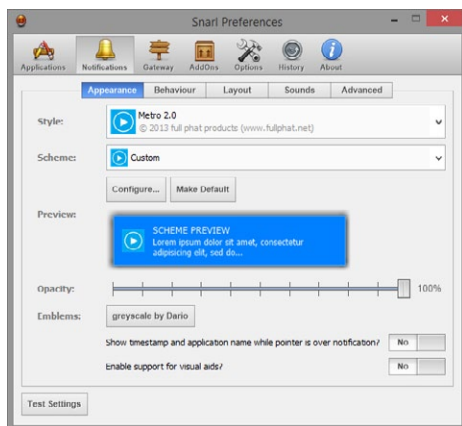 Snarl Preferences
Applications Notifications Gateway AddOns Options History About
Appearance Behaviour Layout Sounds Advanced
Style: Metro 2.0
© 2013 full phat products (www.fullphat.net)
Scheme: Custom
Configure... Make Default
Preview: SCHEME PREVIEW
Lorem ipsum dolor sit amet, consectetur
adipisicing elit, sed do...
Opacity: 100%
Emblems: greyscale by Dario
Show timestamp and application name while pointer is over notification? No
Enable support for visual aids? No
Test Settings